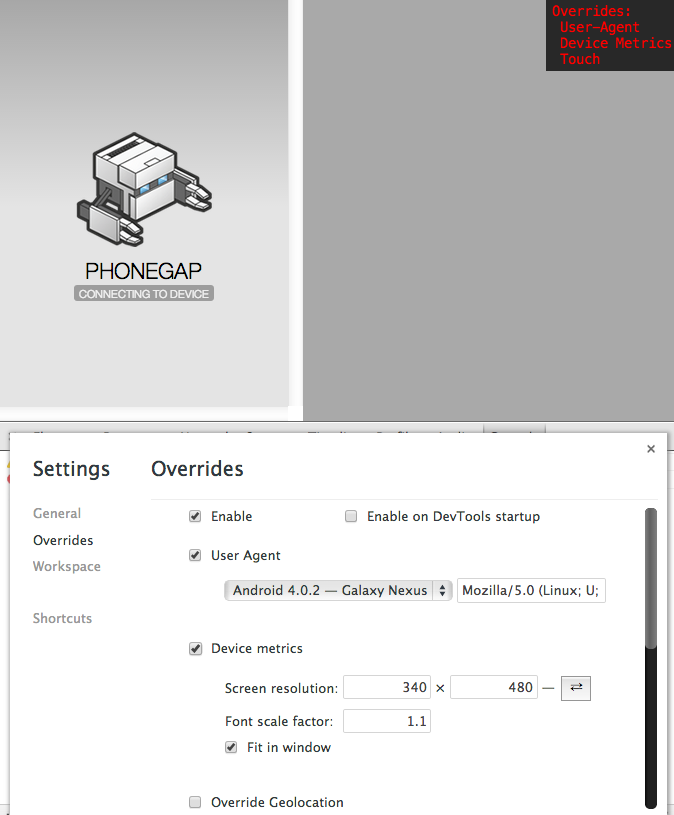 Overrides:
User-Agent
Device Metrics
Touch
PHONEGAP
CONNECTING TO DEVICE
Settings
Overrides
×
General
Overrides
Workspace
Shortcuts
Enable
Enable on DevTools startup
User Agent
Android 4.0.2 — Galaxy Nexus
Mozilla/5.0 (Linux; U;
Device metrics
Screen resolution: 340 × 480 —
Font scale factor: 1.1
Fit in window
Override Geolocation